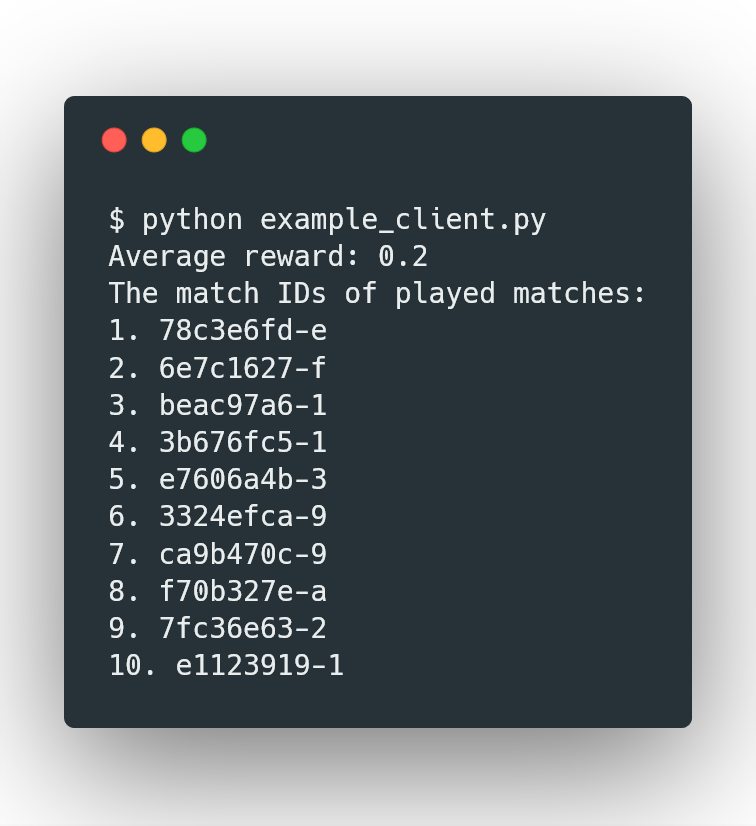 $ python example_client.py
Average reward: 0.2
The match IDs of played matches:
1. 78c3e6fd-e
2. 6e7c1627-f
3. beac97a6-1
4. 3b676fc5-1
5. e7606a4b-3
6. 3324efca-9
7. ca9b470c-9
8. f70b327e-a
9. 7fc36e63-2
10. e1123919-1